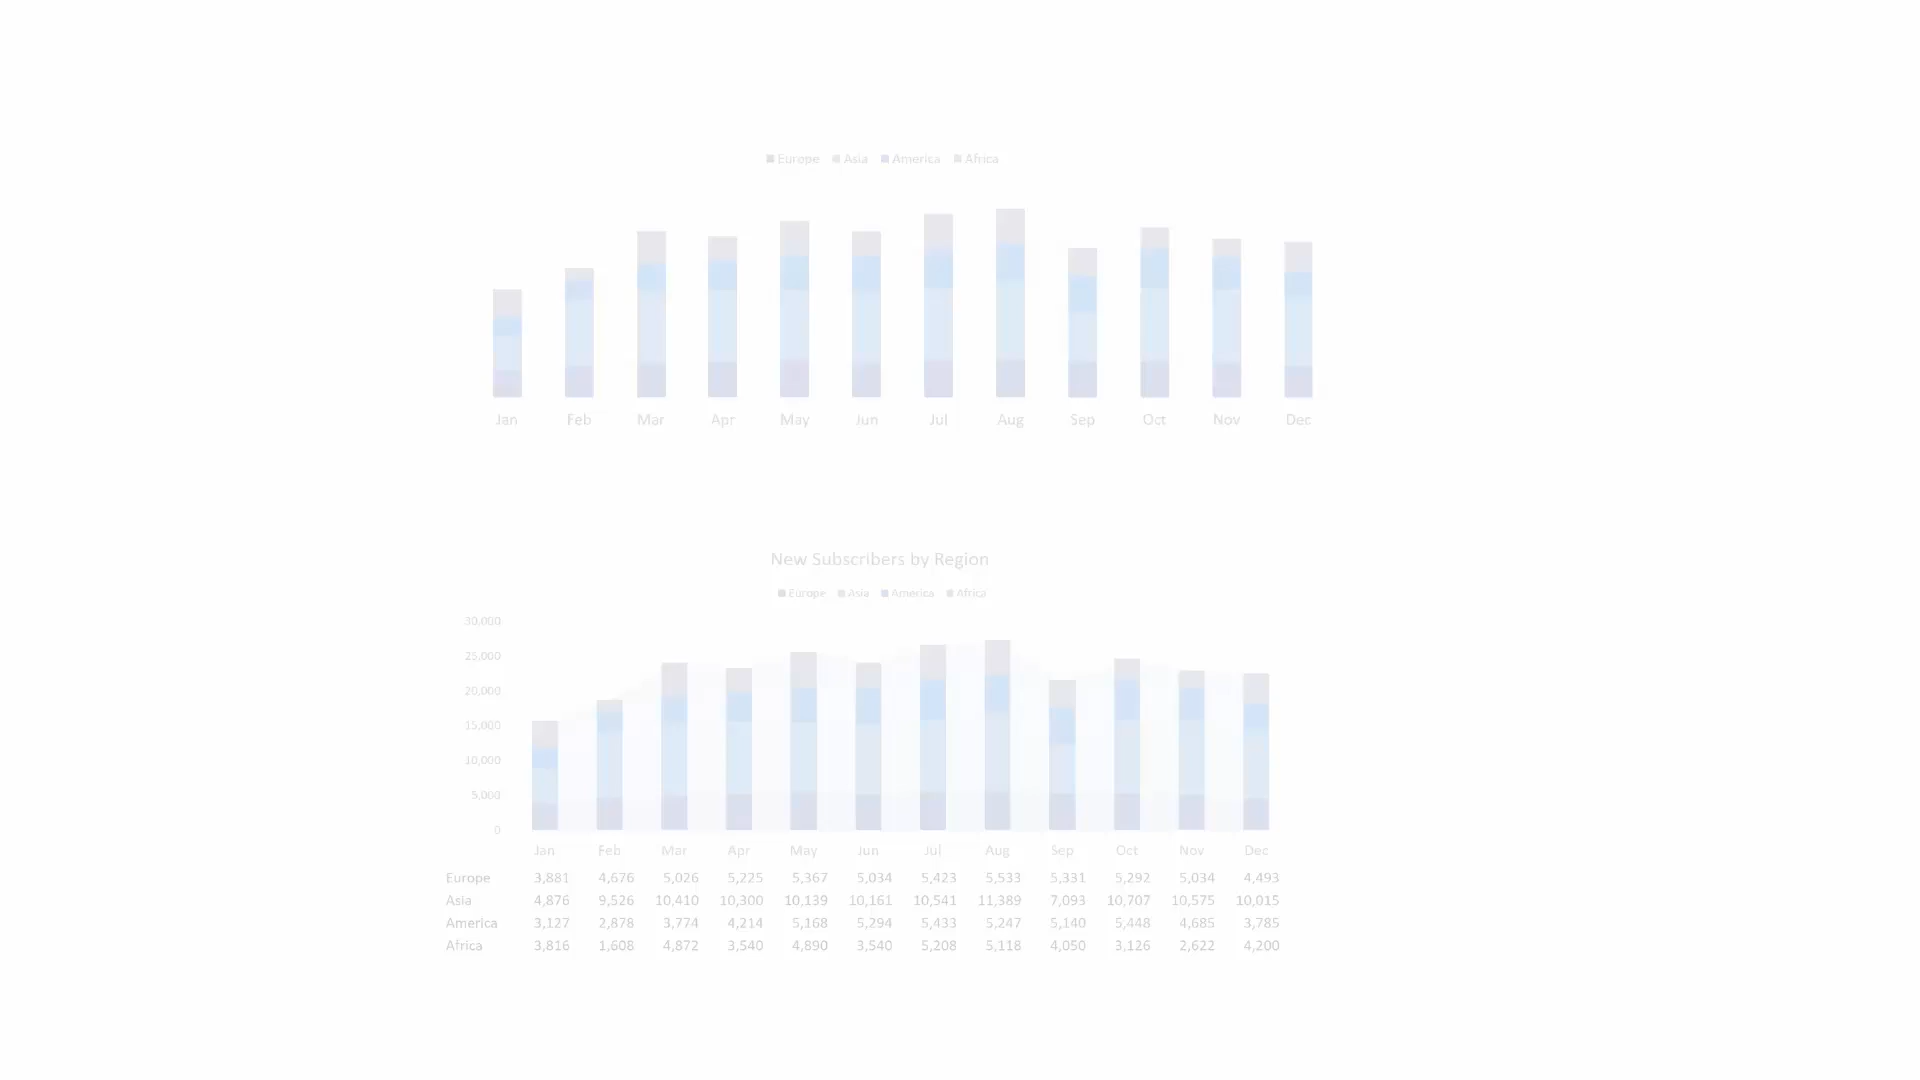 Europe Asia America Africa
Jan Feb Mar Apr May Jun Jul Aug Sep Oct Nov Dec
New Subscribers by Region
Europe Asia America Africa
30,000
25,000
20,000
15,000
10,000
5,000
0
Jan Feb Mar Apr May Jun Jul Aug Sep Oct Nov Dec
Europe 3,881 4,676 5,026 5,225 5,367 5,034 5,423 5,533 5,331 5,292 5,034 4,493
Asia 4,876 9,526 10,410 10,300 10,139 10,161 10,541 11,389 7,093 10,707 10,575 10,015
America 3,127 2,878 3,774 4,214 5,168 5,294 5,433 5,247 5,140 5,448 4,685 3,785
Africa 3,816 1,608 4,872 3,540 4,890 3,540 5,208 5,118 4,050 3,126 2,622 4,200